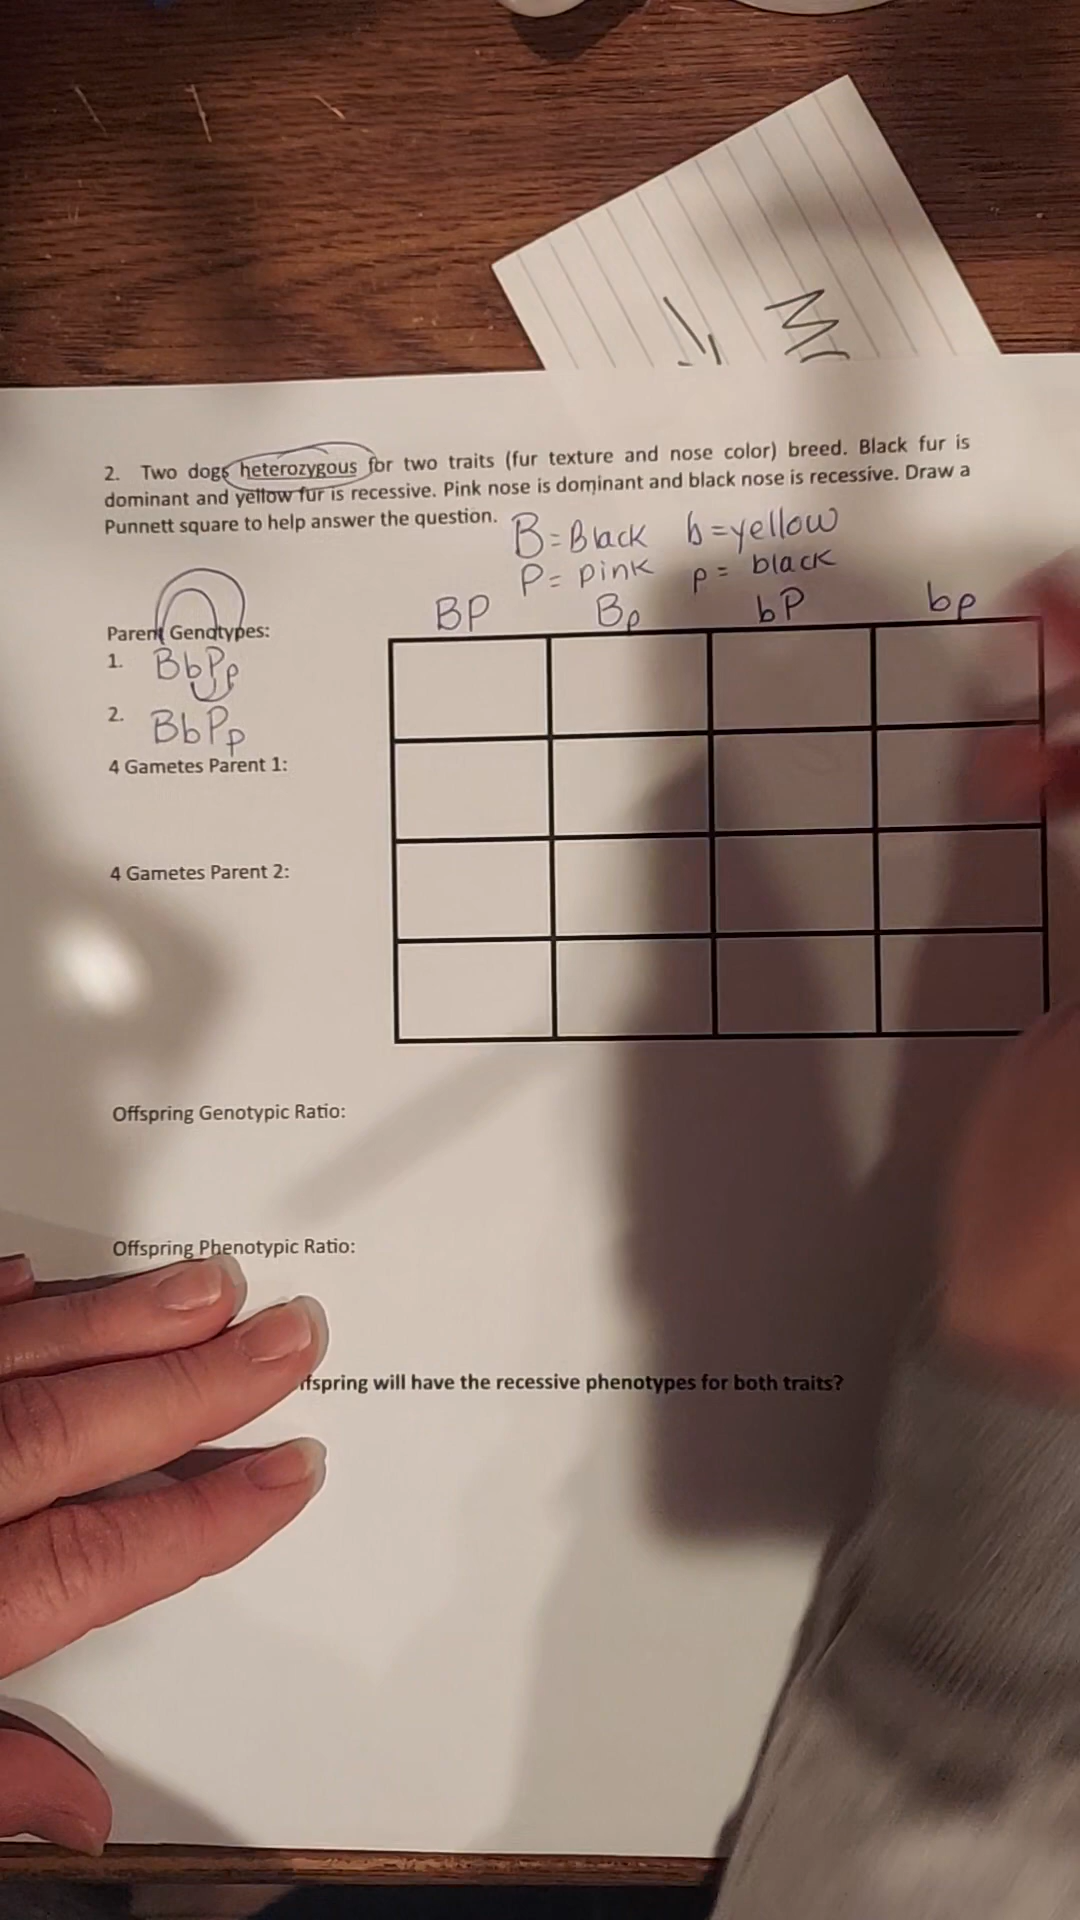 2. Two dogs heterozygous for two traits (fur texture and nose color) breed. Black fur is
dominant and yellow fur is recessive. Pink nose is dominant and black nose is recessive. Draw a
Punnett square to help answer the question.
B=Black b=yellow
P= pink p= black
BP Bp bP bp
Parent Genotypes:
1. BbPp
2. BbPp
4 Gametes Parent 1:
4 Gametes Parent 2:
Offspring Genotypic Ratio:
Offspring Phenotypic Ratio:
fspring will have the recessive phenotypes for both traits?